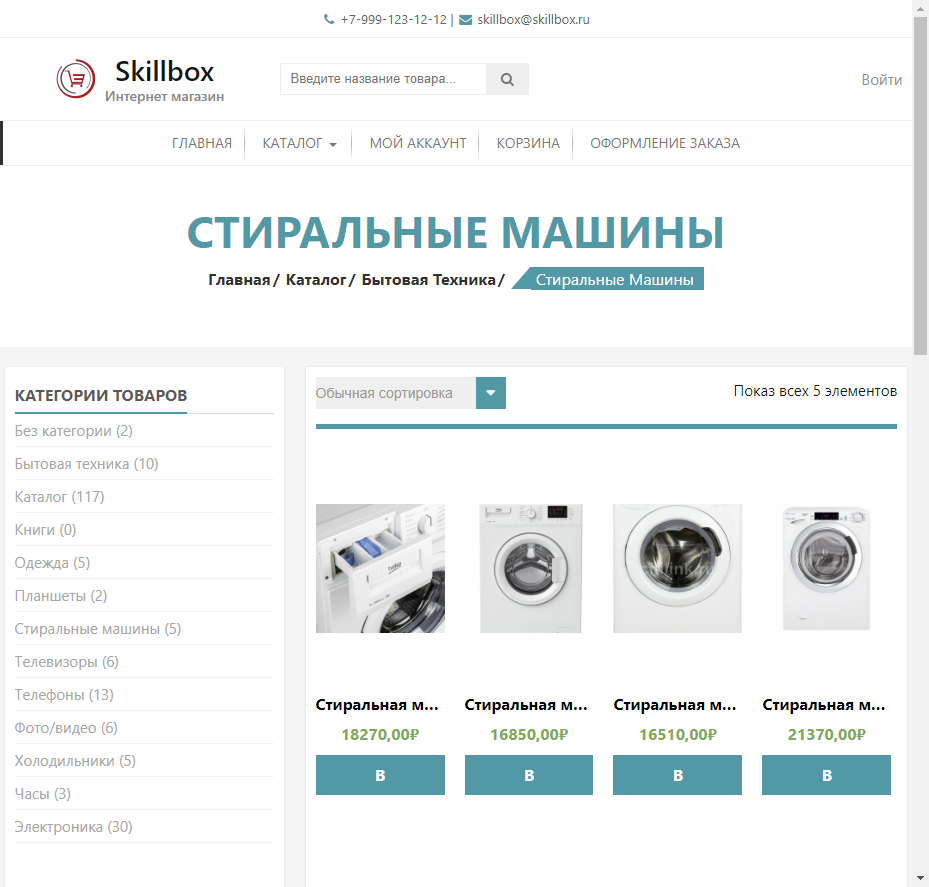 +7-999-123-12-12 | skillbox@skillbox.ru
Skillbox
Интернет магазин
Введите название товара...
Войти
ГЛАВНАЯ
КАТАЛОГ
МОЙ АККАУНТ
КОРЗИНА
ОФОРМЛЕНИЕ ЗАКАЗА
СТИРАЛЬНЫЕ МАШИНЫ
Главная / Каталог / Бытовая Техника / Стиральные Машины
КАТЕГОРИИ ТОВАРОВ
Без категории (2)
Бытовая техника (10)
Каталог (117)
Книги (0)
Одежда (5)
Планшеты (2)
Стиральные машины (5)
Телевизоры (6)
Телефоны (13)
Фото/видео (6)
Холодильники (5)
Часы (3)
Электроника (30)
Обычная сортировка
Показ всех 5 элементов
beko
Стиральная м...
18270,00₽
В
Стиральная м...
16850,00₽
В
Стиральная м...
16510,00₽
В
Стиральная м...
21370,00₽
В